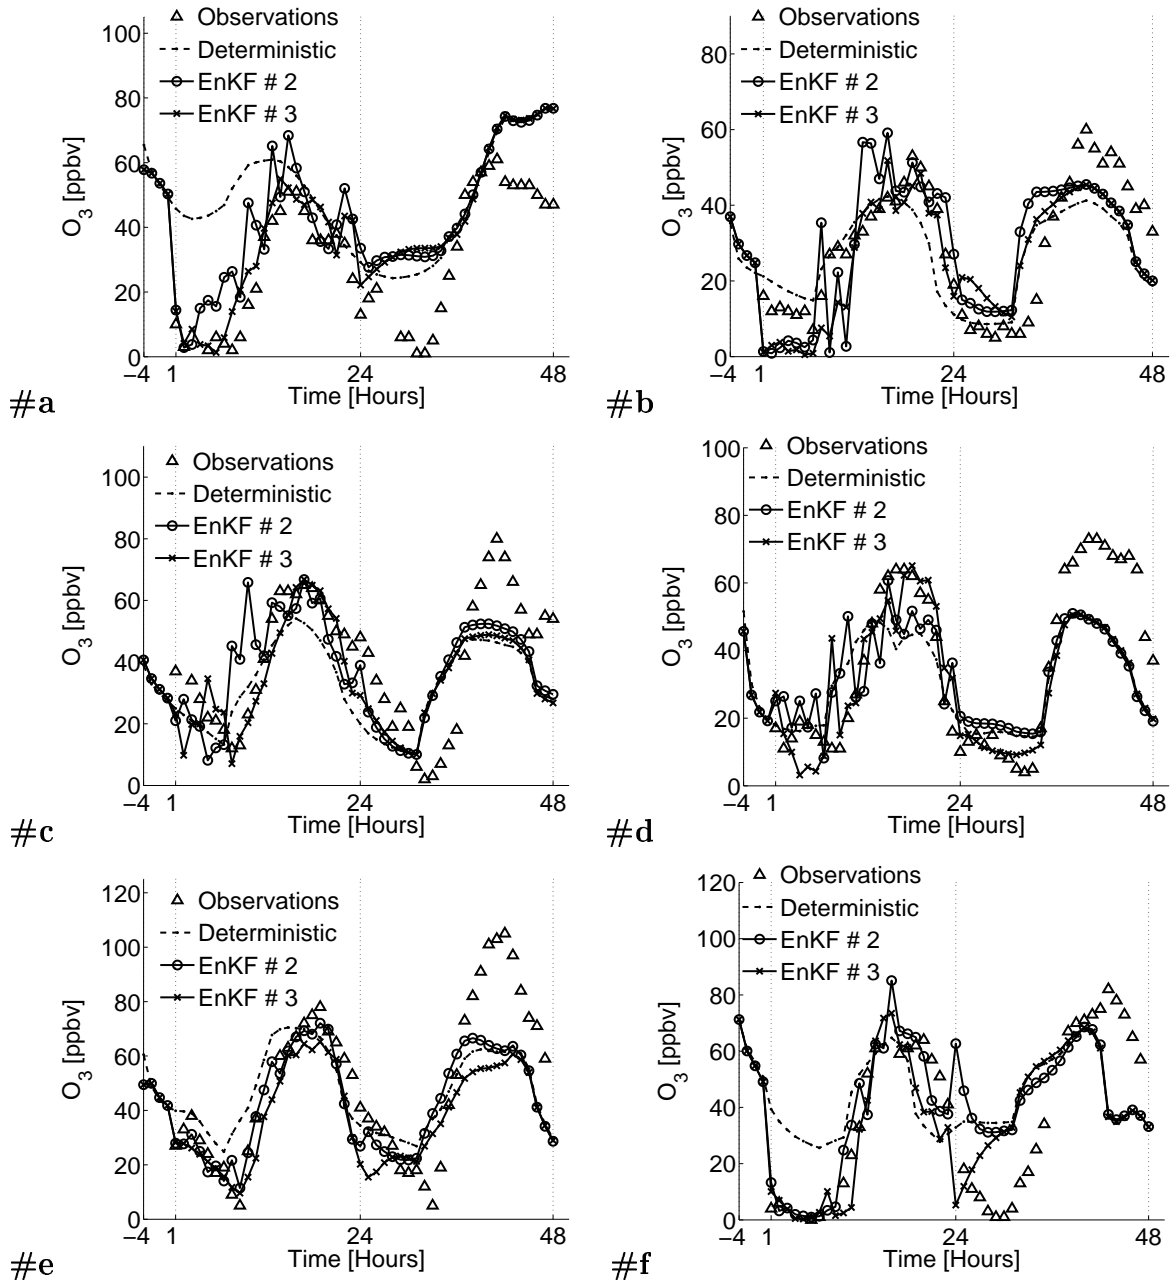 Observations
Deterministic
EnKF # 2
EnKF # 3
O3 [ppbv]
100
80
60
40
20
0
−4 1 24 48
Time [Hours]
#a
Observations
Deterministic
EnKF # 2
EnKF # 3
O3 [ppbv]
80
60
40
20
0
−4 1 24 48
Time [Hours]
#b
Observations
Deterministic
EnKF # 2
EnKF # 3
O3 [ppbv]
100
80
60
40
20
0
−4 1 24 48
Time [Hours]
#c
Observations
Deterministic
EnKF # 2
EnKF # 3
O3 [ppbv]
100
80
60
40
20
0
−4 1 24 48
Time [Hours]
#d
Observations
Deterministic
EnKF # 2
EnKF # 3
O3 [ppbv]
120
100
80
60
40
20
0
−4 1 24 48
Time [Hours]
#e
Observations
Deterministic
EnKF # 2
EnKF # 3
O3 [ppbv]
120
100
80
60
40
20
0
−4 1 24 48
Time [Hours]
#f